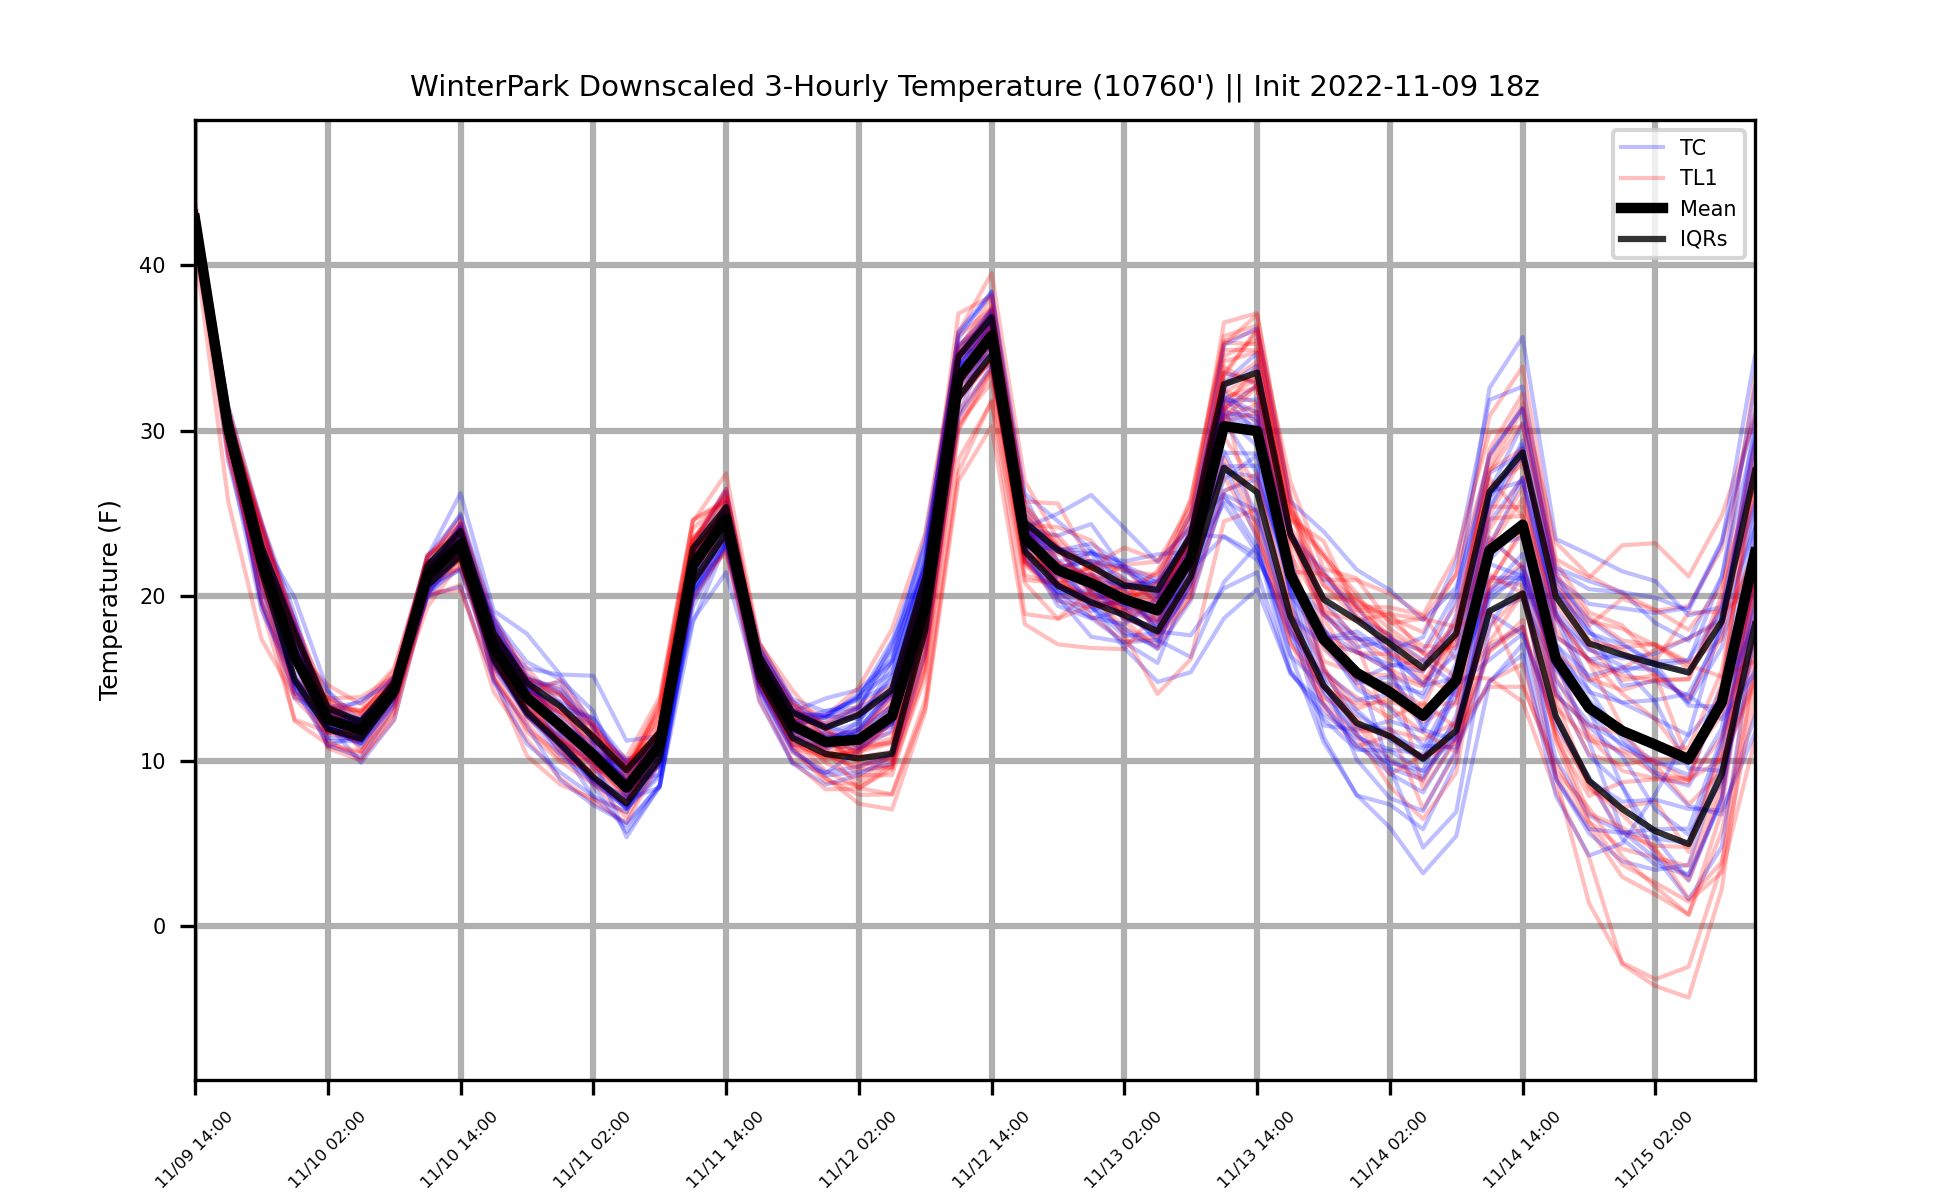 WinterPark Downscaled 3-Hourly Temperature (10760') || Init 2022-11-09 18z
TC
TL1
Mean
IQRs
Temperature (F)
40
30
20
10
0
11/09 14:00
11/10 02:00
11/10 14:00
11/11 02:00
11/11 14:00
11/12 02:00
11/12 14:00
11/13 02:00
11/13 14:00
11/14 02:00
11/14 14:00
11/15 02:00